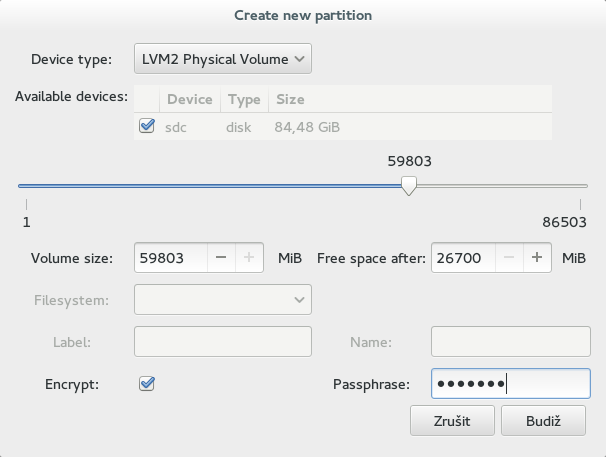 Create new partition
Device type: LVM2 Physical Volume
Available devices:
Device Type Size
sdc disk 84,48 GiB
59803
1 86503
Volume size: 59803 MiB Free space after: 26700 MiB
Filesystem:
Label: Name:
Encrypt: Passphrase: •••••••
Zrušit Budiž